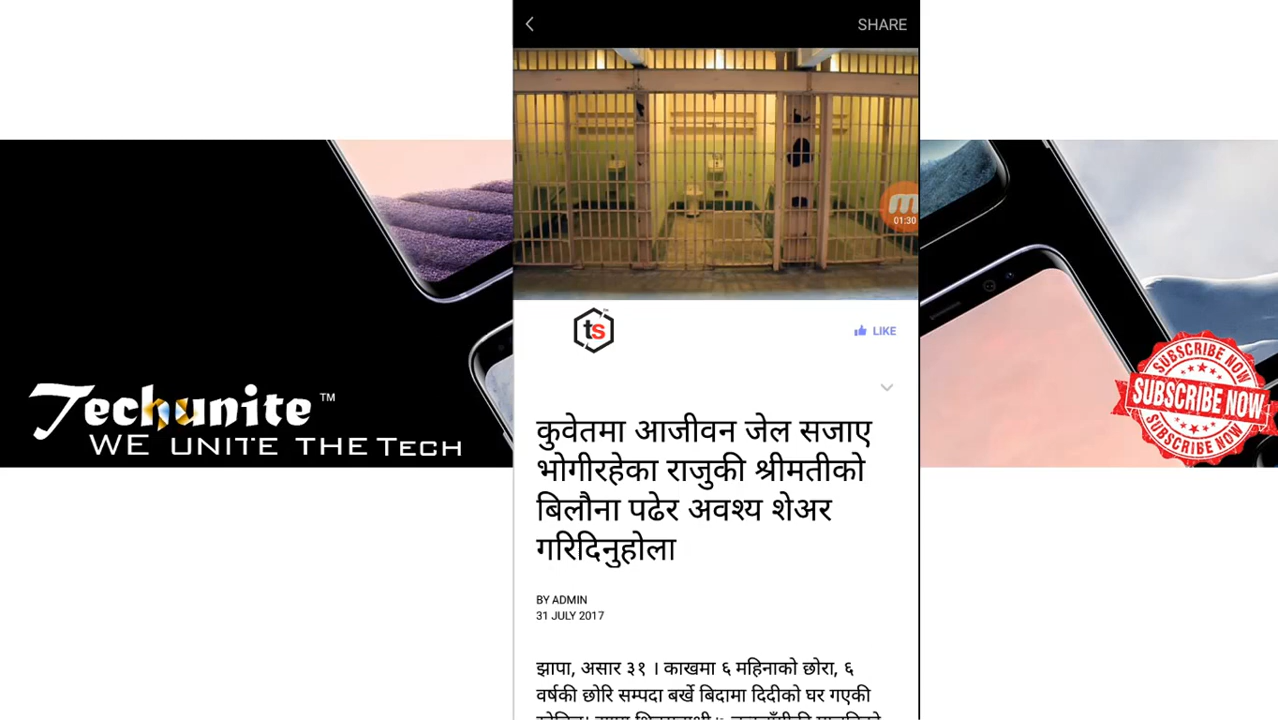 SHARE
01:30
ts
LIKE
कुवेतमा आजीवन जेल सजाए
भोगीरहेका राजुकी श्रीमतीको
बिलौना पढेर अवश्य शेअर
गरिदिनुहोला
BY ADMIN
31 JULY 2017
झापा, असार ३१ । काखमा ६ महिनाको छोरा, ६
वर्षकी छोरि सम्पदा बर्खे बिदामा दिदीको घर गएकी
Techunite ™
WE UNITE THE TECH
SUBSCRIBE NOW
SUBSCRIBE NOW
SUBSCRIBE NOW